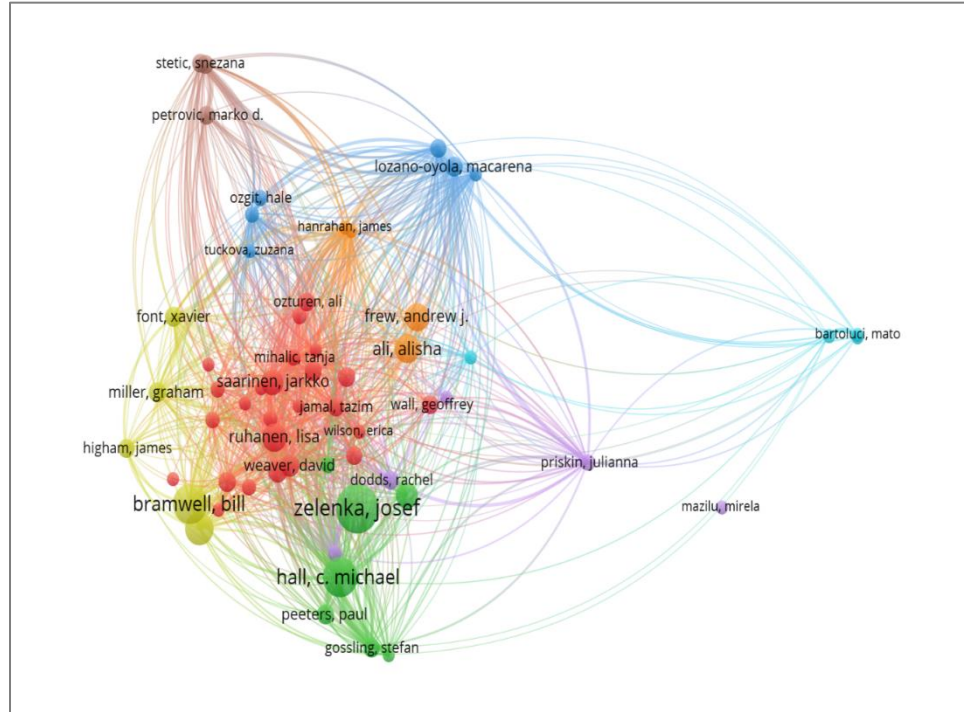 stetic, snezana
petrovic, marko d.
lozano-oyola, macarena
ozgit, hale
hanrahan, james
tuckova, zuzana
ozturen, ali
font, xavier
frew, andrew j.
bartoluci, mato
mihalic, tanja
ali, alisha
saarinen, jarkko
miller, graham
jamal, tazim
wall, geoffrey
ruhanen, lisa
wilson, erica
higham, james
weaver, david
priskin, julianna
dodds, rachel
bramwell, bill
zelenka, josef
mazilu, mirela
hall, c. michael
peeters, paul
gossling, stefan